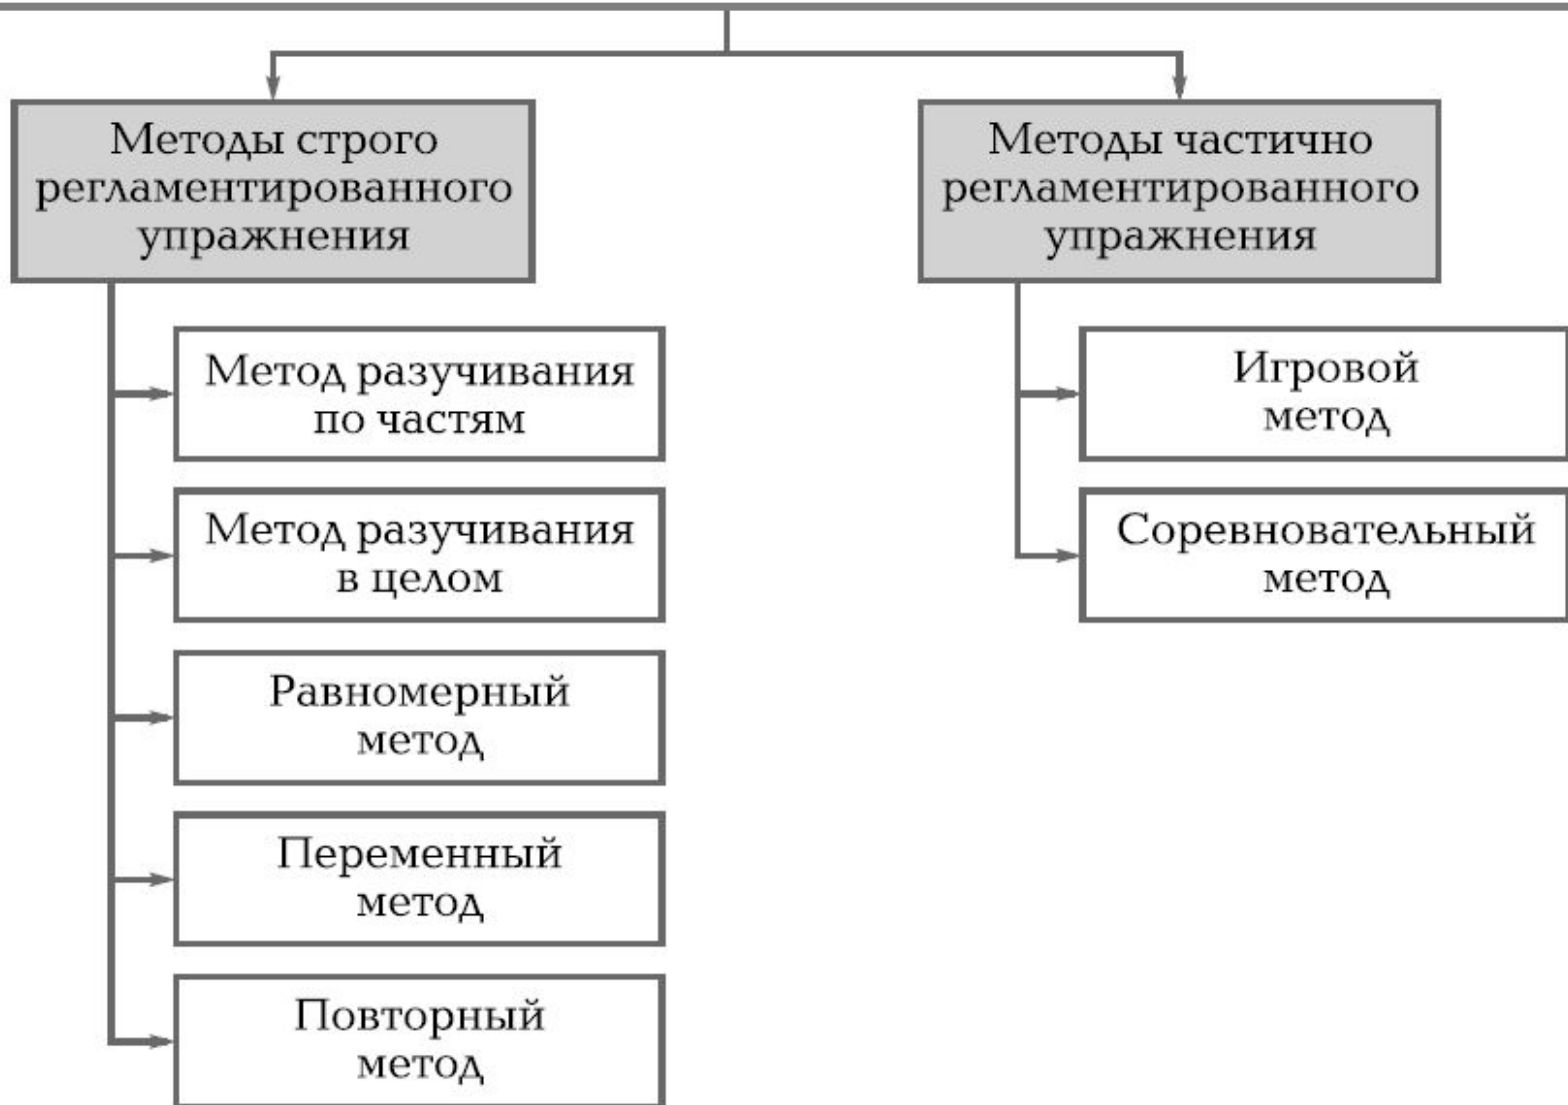 Методы строго
регламентированного
упражнения
Метод разучивания
по частям
Метод разучивания
в целом
Равномерный
метод
Переменный
метод
Повторный
метод
Методы частично
регламентированного
упражнения
Игровой
метод
Соревновательный
метод